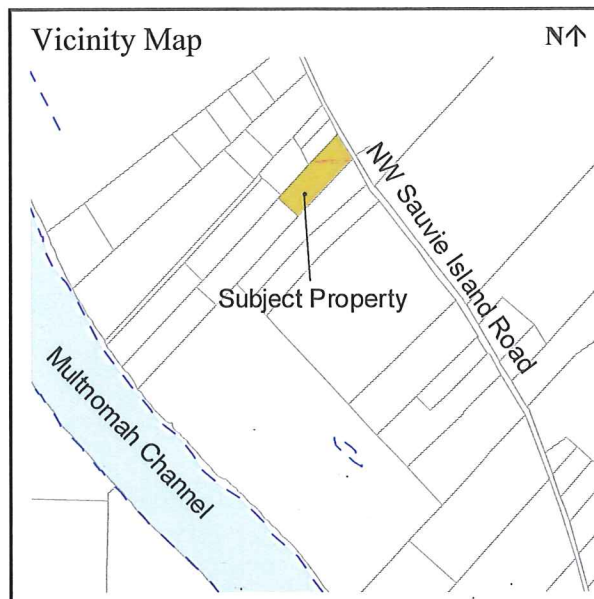 Vicinity Map
N↑
NW Sauvie Island Road
Subject Property
Multnomah Channel